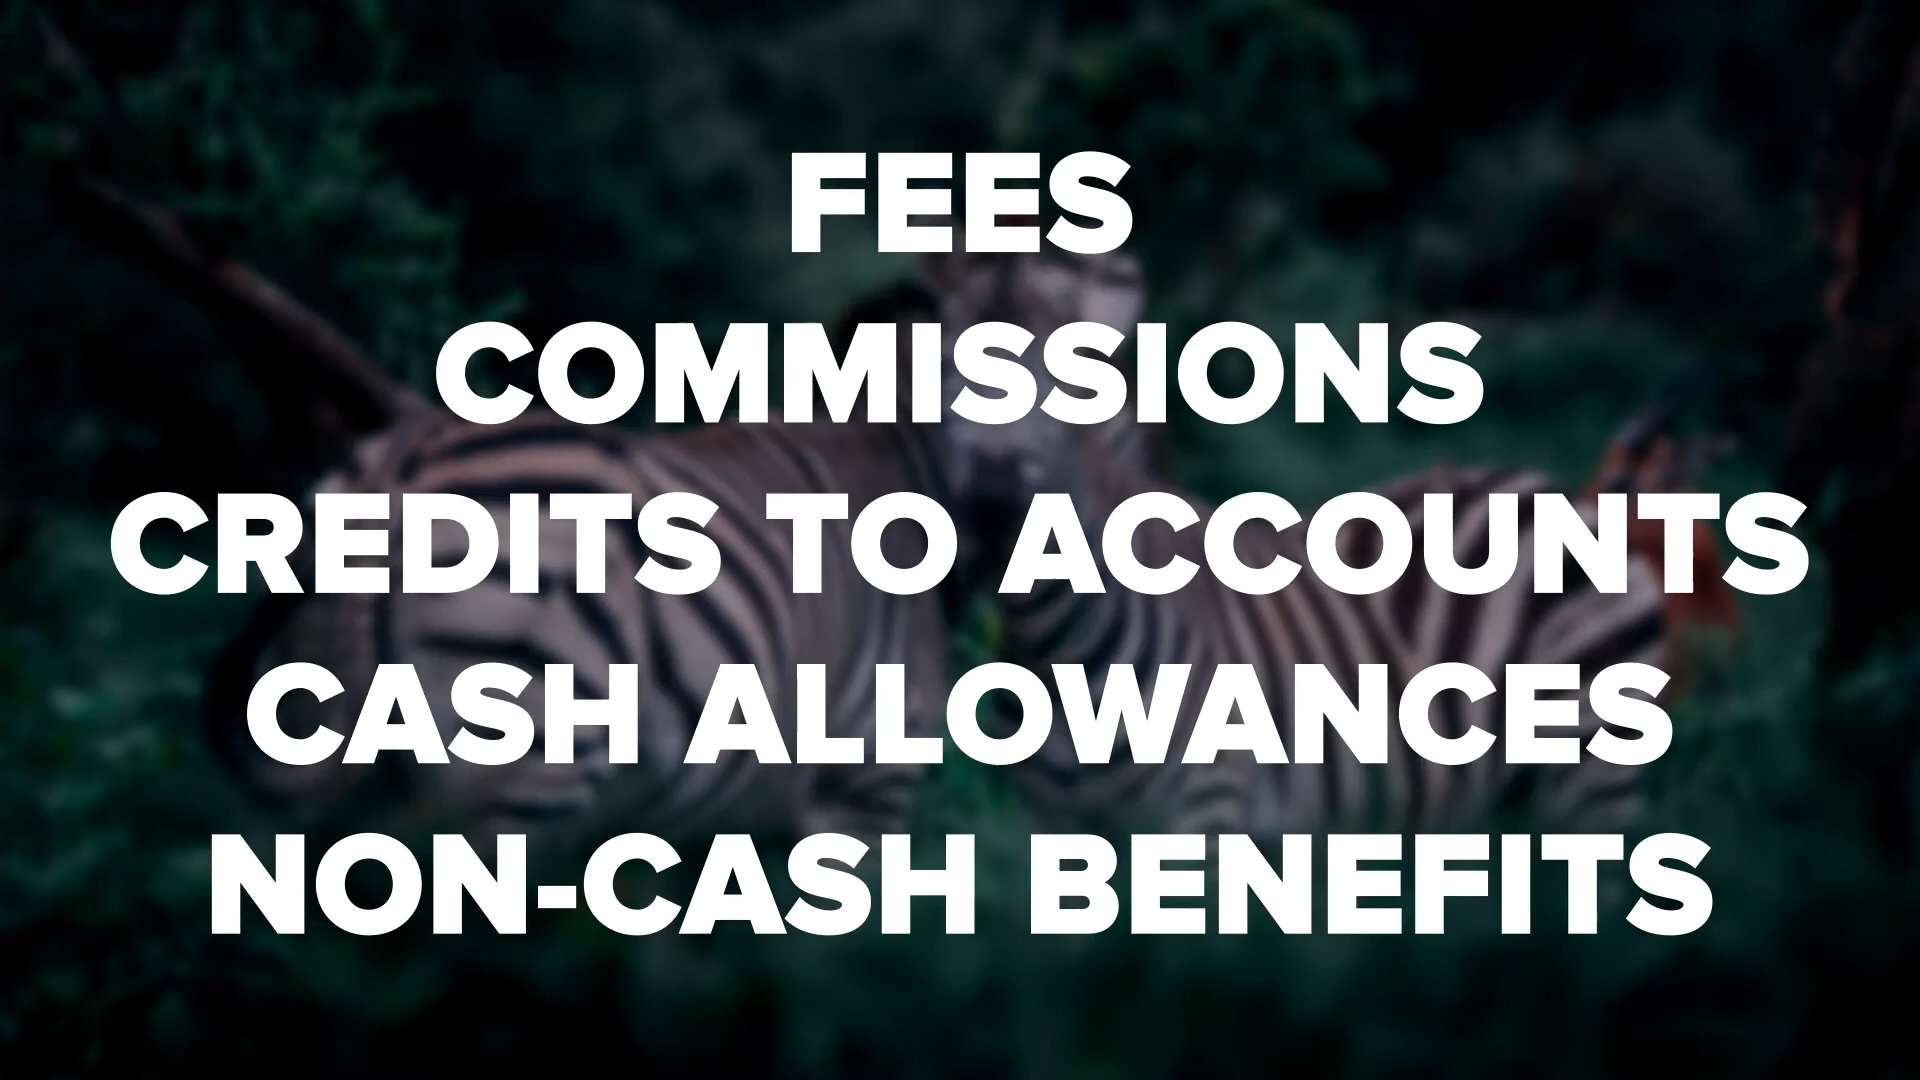 FEES
COMMISSIONS
CREDITS TO ACCOUNTS
CASH ALLOWANCES
NON-CASH BENEFITS